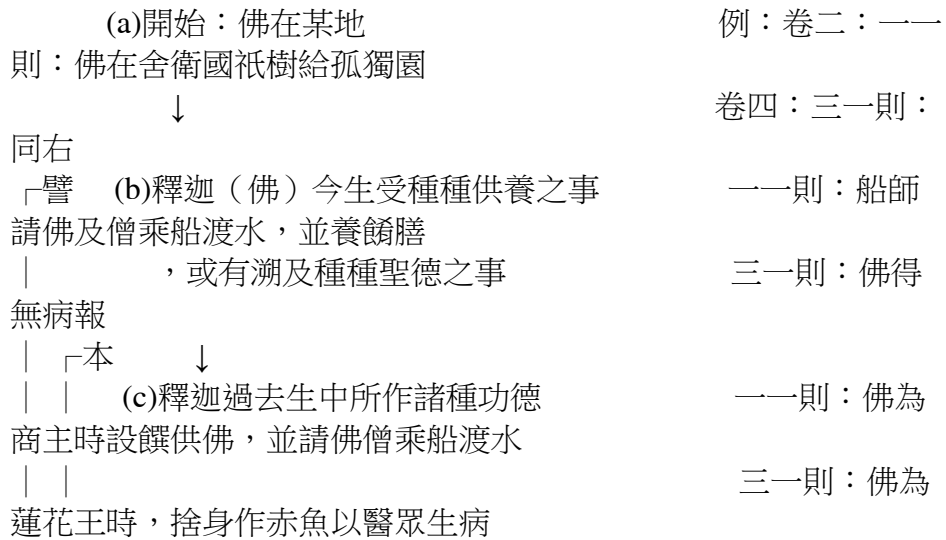 (a)開始：佛在某地 例：卷二：一一
則：佛在舍衛國祇樹給孤獨園
↓ 卷四：三一則：
同右
┌譬 (b)釋迦（佛）今生受種種供養之事 一一則：船師
請佛及僧乘船渡水，並養餚膳
｜ ，或有溯及種種聖德之事 三一則：佛得
無病報
｜ ┌本 ↓
｜ ｜ (c)釋迦過去生中所作諸種功德 一一則：佛為
商主時設饌供佛，並請佛僧乘船渡水
｜ ｜ 三一則：佛為
蓮花王時，捨身作赤魚以醫眾生病